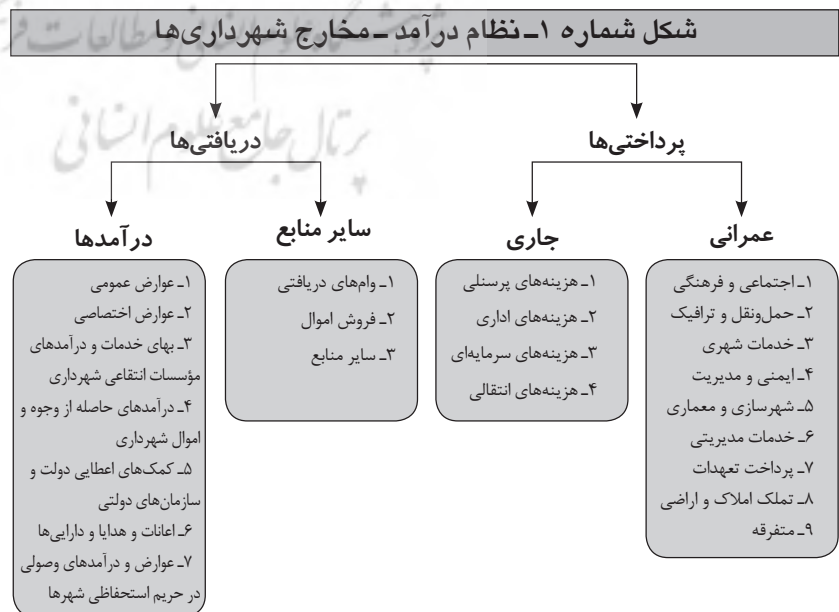 شکل شماره ۱ـ نظام درآمد ـ مخارج شهرداری‌ها
پرتال جامع علوم انسانی
پرداختی‌ها
دریافتی‌ها
عمرانی
جاری
سایر منابع
درآمدها
۱ـ اجتماعی و فرهنگی
۲ـ حمل‌ونقل و ترافیک
۳ـ خدمات شهری
۴ـ ایمنی و مدیریت
۵ـ شهرسازی و معماری
۶ـ خدمات مدیریتی
۷ـ پرداخت تعهدات
۸ـ تملک املاک و اراضی
۹ـ متفرقه
۱ـ هزینه‌های پرسنلی
۲ـ هزینه‌های اداری
۳ـ هزینه‌های سرمایه‌ای
۴ـ هزینه‌های انتقالی
۱ـ وام‌های دریافتی
۲ـ فروش اموال
۳ـ سایر منابع
۱ـ عوارض عمومی
۲ـ عوارض اختصاصی
۳ـ بهای خدمات و درآمدهای
مؤسسات انتفاعی شهرداری
۴ـ درآمدهای حاصله از وجوه و
اموال شهرداری
۵ـ کمک‌های اعطایی دولت و
سازمان‌های دولتی
۶ـ اعانات و هدایا و دارایی‌ها
۷ـ عوارض و درآمدهای وصولی
در حریم استحفاظی شهرها